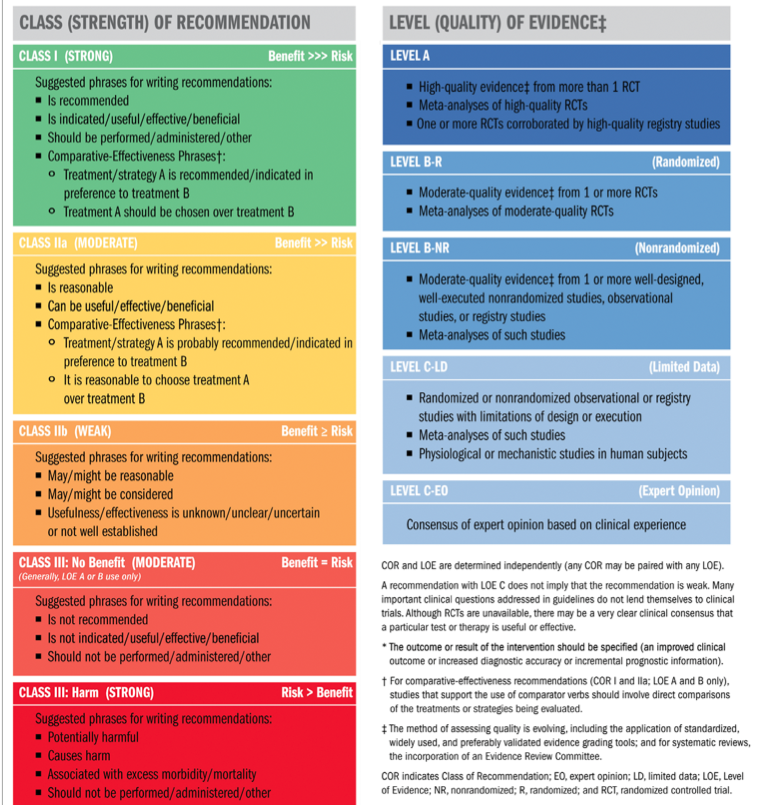 CLASS (STRENGTH) OF RECOMMENDATION
CLASS I (STRONG) Benefit >>> Risk
Suggested phrases for writing recommendations:
▪ Is recommended
▪ Is indicated/useful/effective/beneficial
▪ Should be performed/administered/other
▪ Comparative-Effectiveness Phrases†:
○ Treatment/strategy A is recommended/indicated in
preference to treatment B
○ Treatment A should be chosen over treatment B
CLASS IIa (MODERATE) Benefit >> Risk
Suggested phrases for writing recommendations:
▪ Is reasonable
▪ Can be useful/effective/beneficial
▪ Comparative-Effectiveness Phrases†:
○ Treatment/strategy A is probably recommended/indicated in
preference to treatment B
○ It is reasonable to choose treatment A
over treatment B
CLASS IIb (WEAK) Benefit ≥ Risk
Suggested phrases for writing recommendations:
▪ May/might be reasonable
▪ May/might be considered
▪ Usefulness/effectiveness is unknown/unclear/uncertain
or not well established
CLASS III: No Benefit (MODERATE) Benefit = Risk
(Generally, LOE A or B use only)
Suggested phrases for writing recommendations:
▪ Is not recommended
▪ Is not indicated/useful/effective/beneficial
▪ Should not be performed/administered/other
CLASS III: Harm (STRONG) Risk > Benefit
Suggested phrases for writing recommendations:
▪ Potentially harmful
▪ Causes harm
▪ Associated with excess morbidity/mortality
▪ Should not be performed/administered/other
LEVEL (QUALITY) OF EVIDENCE‡
LEVEL A
▪ High-quality evidence‡ from more than 1 RCT
▪ Meta-analyses of high-quality RCTs
▪ One or more RCTs corroborated by high-quality registry studies
LEVEL B-R (Randomized)
▪ Moderate-quality evidence‡ from 1 or more RCTs
▪ Meta-analyses of moderate-quality RCTs
LEVEL B-NR (Nonrandomized)
▪ Moderate-quality evidence‡ from 1 or more well-designed,
well-executed nonrandomized studies, observational
studies, or registry studies
▪ Meta-analyses of such studies
LEVEL C-LD (Limited Data)
▪ Randomized or nonrandomized observational or registry
studies with limitations of design or execution
▪ Meta-analyses of such studies
▪ Physiological or mechanistic studies in human subjects
LEVEL C-EO (Expert Opinion)
Consensus of expert opinion based on clinical experience
COR and LOE are determined independently (any COR may be paired with any LOE).
A recommendation with LOE C does not imply that the recommendation is weak. Many
important clinical questions addressed in guidelines do not lend themselves to clinical
trials. Although RCTs are unavailable, there may be a very clear clinical consensus that
a particular test or therapy is useful or effective.
* The outcome or result of the intervention should be specified (an improved clinical
outcome or increased diagnostic accuracy or incremental prognostic information).
† For comparative-effectiveness recommendations (COR I and IIa; LOE A and B only),
studies that support the use of comparator verbs should involve direct comparisons
of the treatments or strategies being evaluated.
‡ The method of assessing quality is evolving, including the application of standardized,
widely used, and preferably validated evidence grading tools; and for systematic reviews,
the incorporation of an Evidence Review Committee.
COR indicates Class of Recommendation; EO, expert opinion; LD, limited data; LOE, Level
of Evidence; NR, nonrandomized; R, randomized; and RCT, randomized controlled trial.